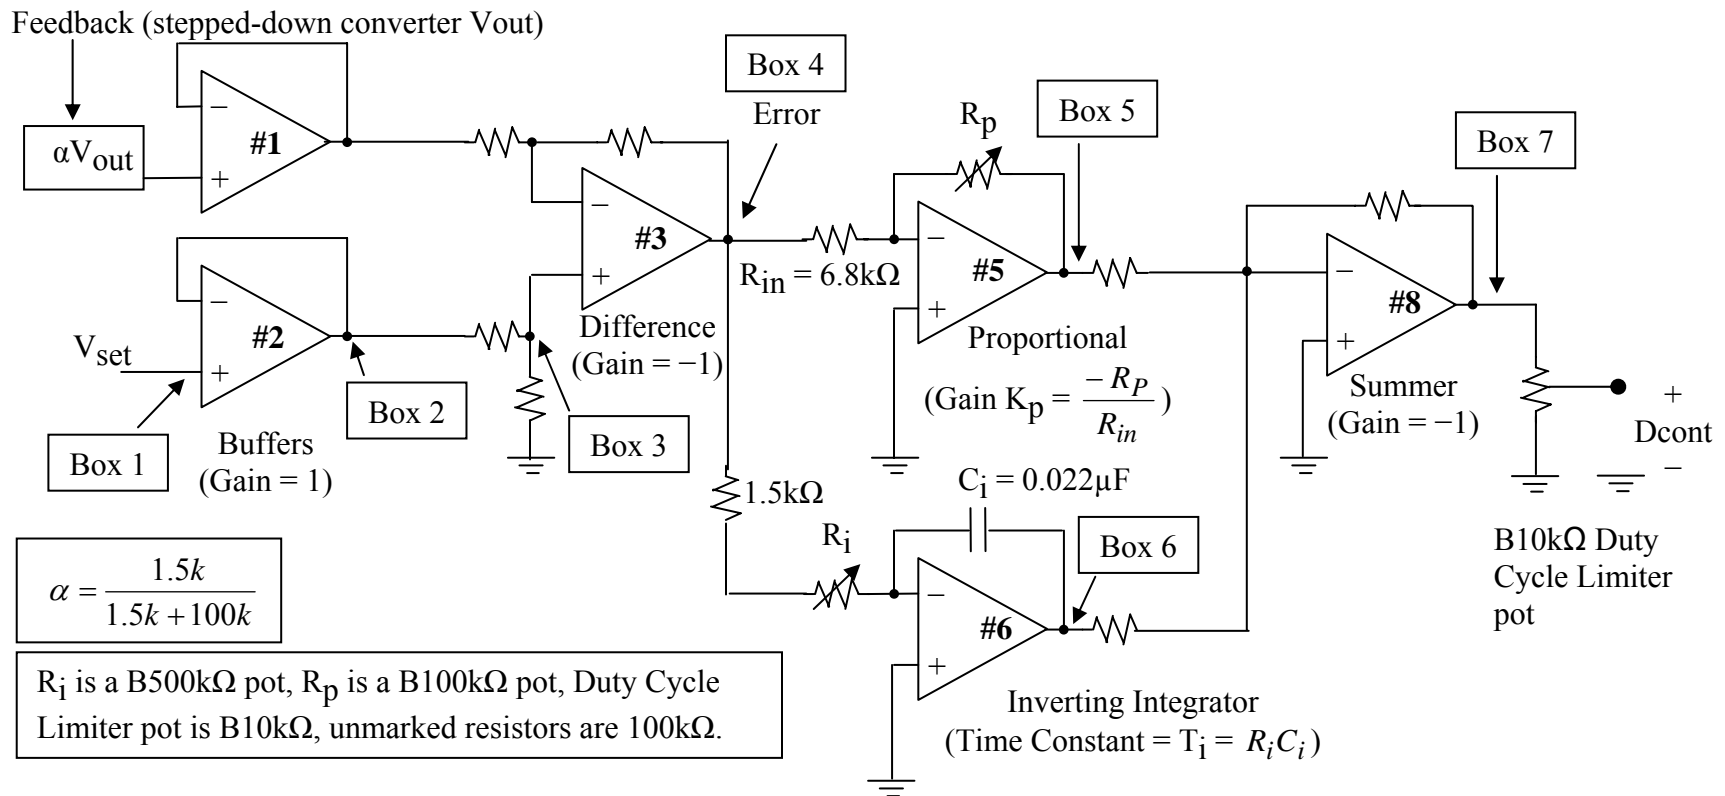 Feedback (stepped-down converter Vout)
αVout
−
+
#1
Vset
−
+
#2
Box 1
Box 2
Buffers
(Gain = 1)
Box 3
−
+
#3
Difference
(Gain = −1)
Box 4
Error
Rin = 6.8kΩ
Rp
−
+
#5
Box 5
Proportional
(Gain Kp = −RP / Rin )
1.5kΩ
Ri
Ci = 0.022µF
−
+
#6
Box 6
Inverting Integrator
(Time Constant = Ti = RiCi)
−
+
#8
Summer
(Gain = −1)
Box 7
+
Dcont
−
B10kΩ Duty
Cycle Limiter
pot
α = 1.5k / 1.5k + 100k
Ri is a B500kΩ pot, Rp is a B100kΩ pot, Duty Cycle
Limiter pot is B10kΩ, unmarked resistors are 100kΩ.